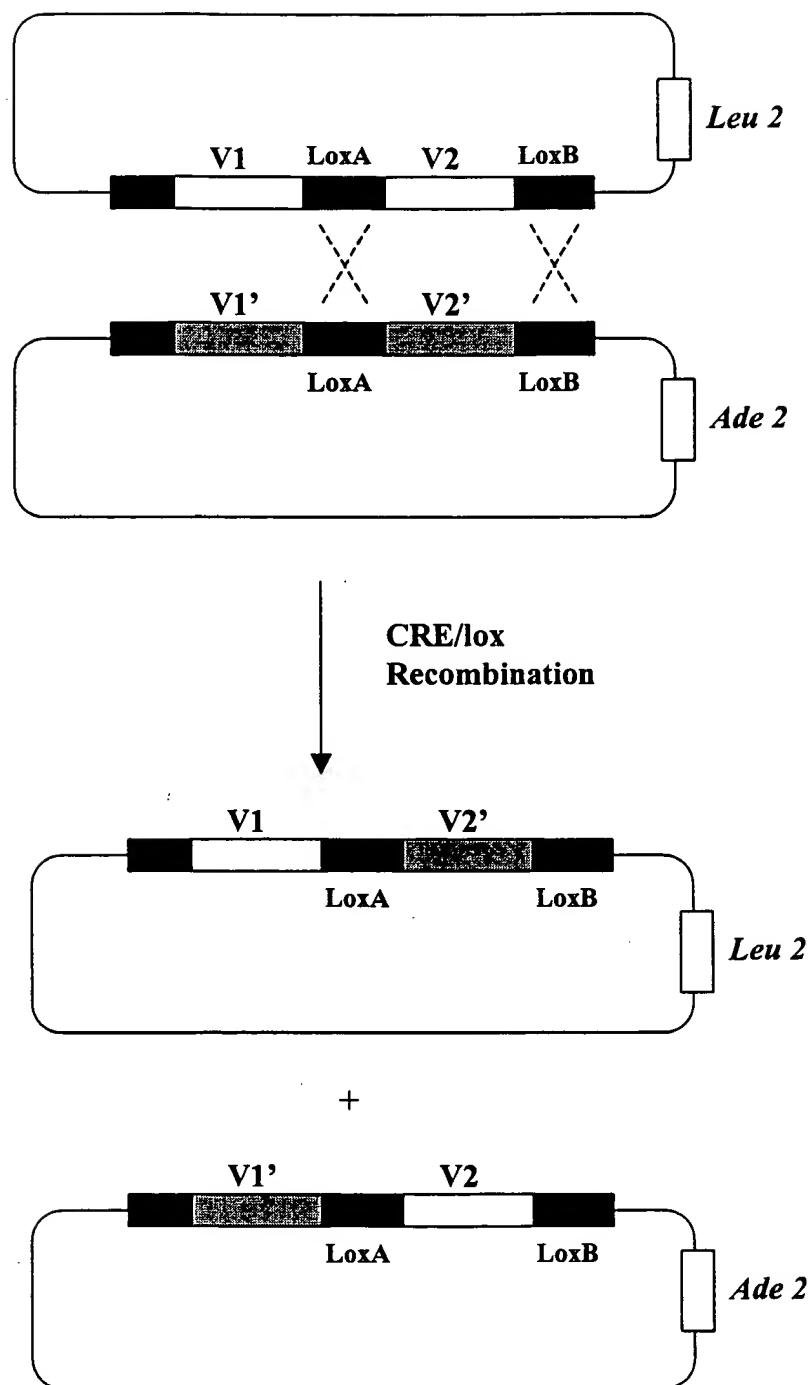 Leu 2
V1 LoxA V2 LoxB
V1’ V2’
LoxA LoxB
Ade 2
CRE/lox
Recombination
V1 V2’
LoxA LoxB
Leu 2
+
V1’ V2
LoxA LoxB
Ade 2